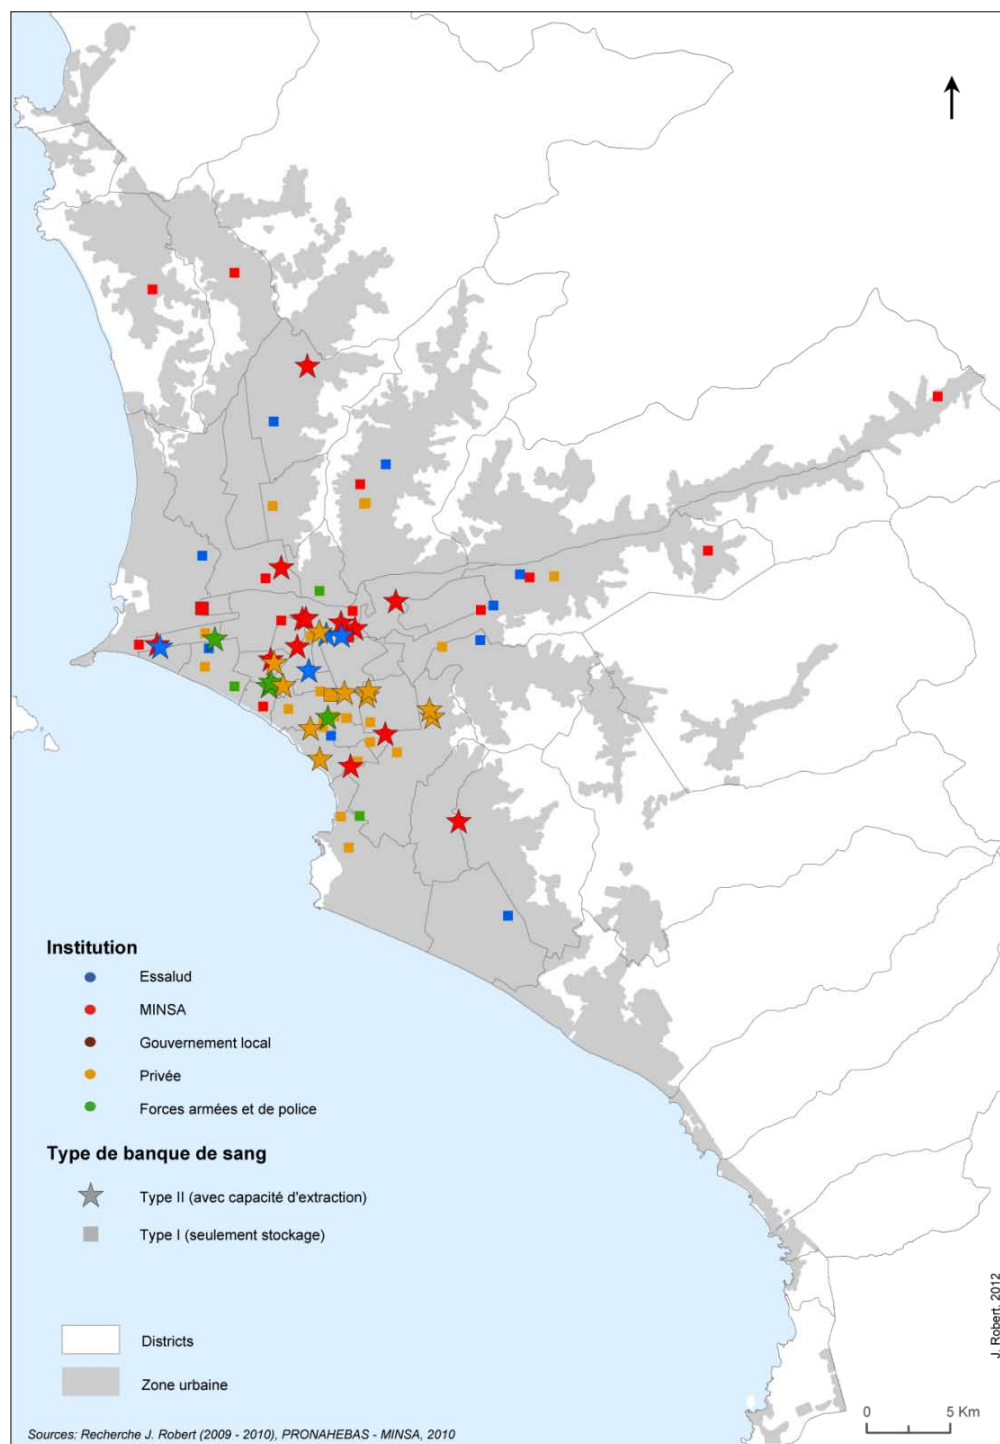 Institution
Essalud
MINSA
Gouvernement local
Privée
Forces armées et de police
Type de banque de sang
Type II (avec capacité d'extraction)
Type I (seulement stockage)
Districts
Zone urbaine
Sources: Recherche J. Robert (2009 - 2010), PRONAHEBAS - MINSA, 2010
0 5 Km
J. Robert, 2012